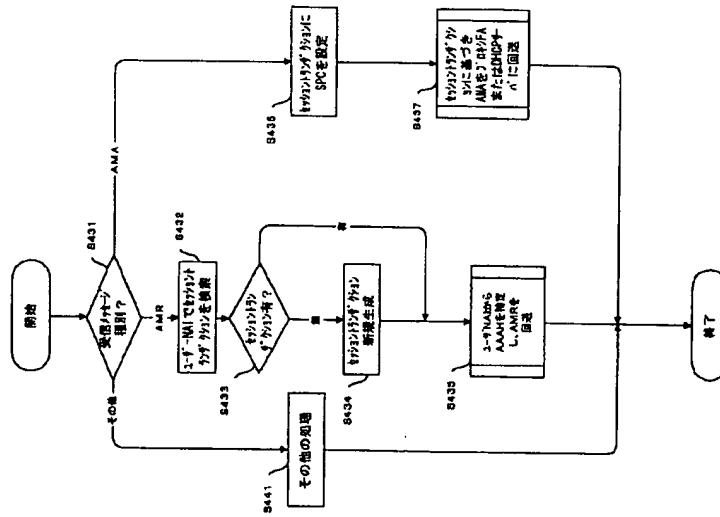 開始
S431
受信メッセージ
種別?
その他
AMR
AMA
S432
ユーザーNAIでセッショント
ランザクションを検索
S433
セッショントラン
ザクション有?
有
無
S434
セッショントランザクション
新規生成
S435
ユーザNAIから
AAAHを特定
し、AMRを
回送
S436
セッショントランザクションに
SPCを設定
S437
セッショントランザクシ
ョンに基づき
AMAをプロキシFA
またはDHCPサー
バに回送
S441
その他の処理
終了